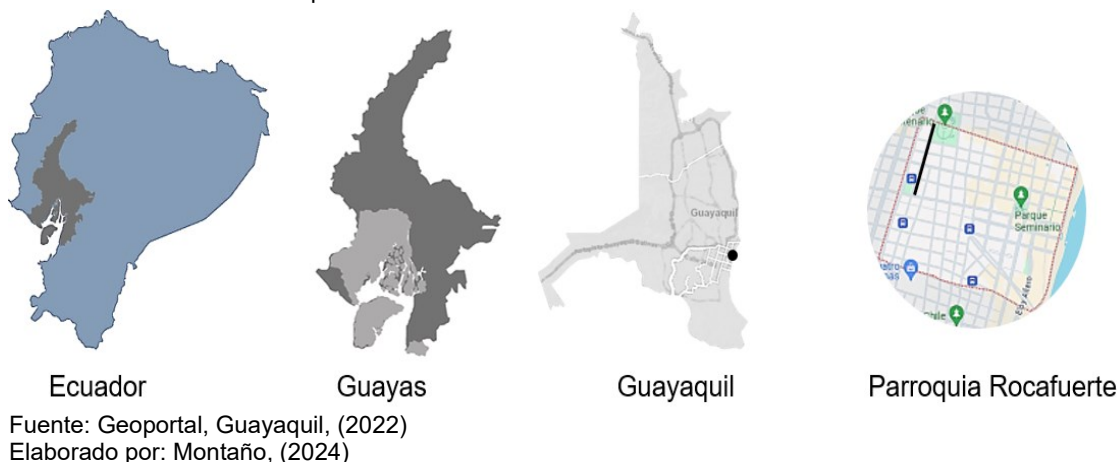 Guayaquil
Parque
Seminario
Ecuador
Guayas
Guayaquil
Parroquia Rocafuerte
Fuente: Geoportal, Guayaquil, (2022)
Elaborado por: Montaño, (2024)